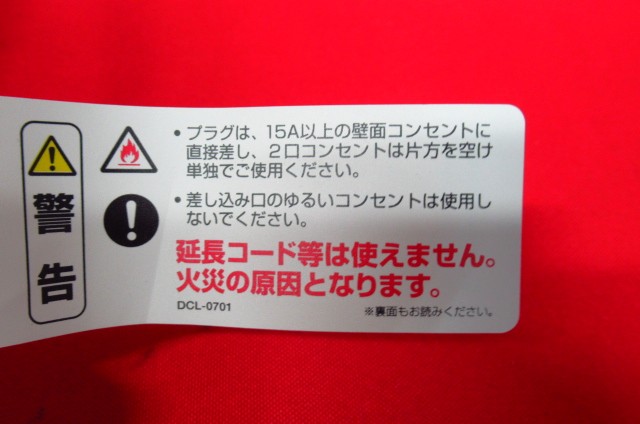 警告
• プラグは、15A以上の壁面コンセントに
直接差し、2口コンセントは片方を空け
単独でご使用ください。
• 差し込み口のゆるいコンセントは使用し
ないでください。
延長コード等は使えません。
火災の原因となります。
DCL-0701
※裏面もお読みください。